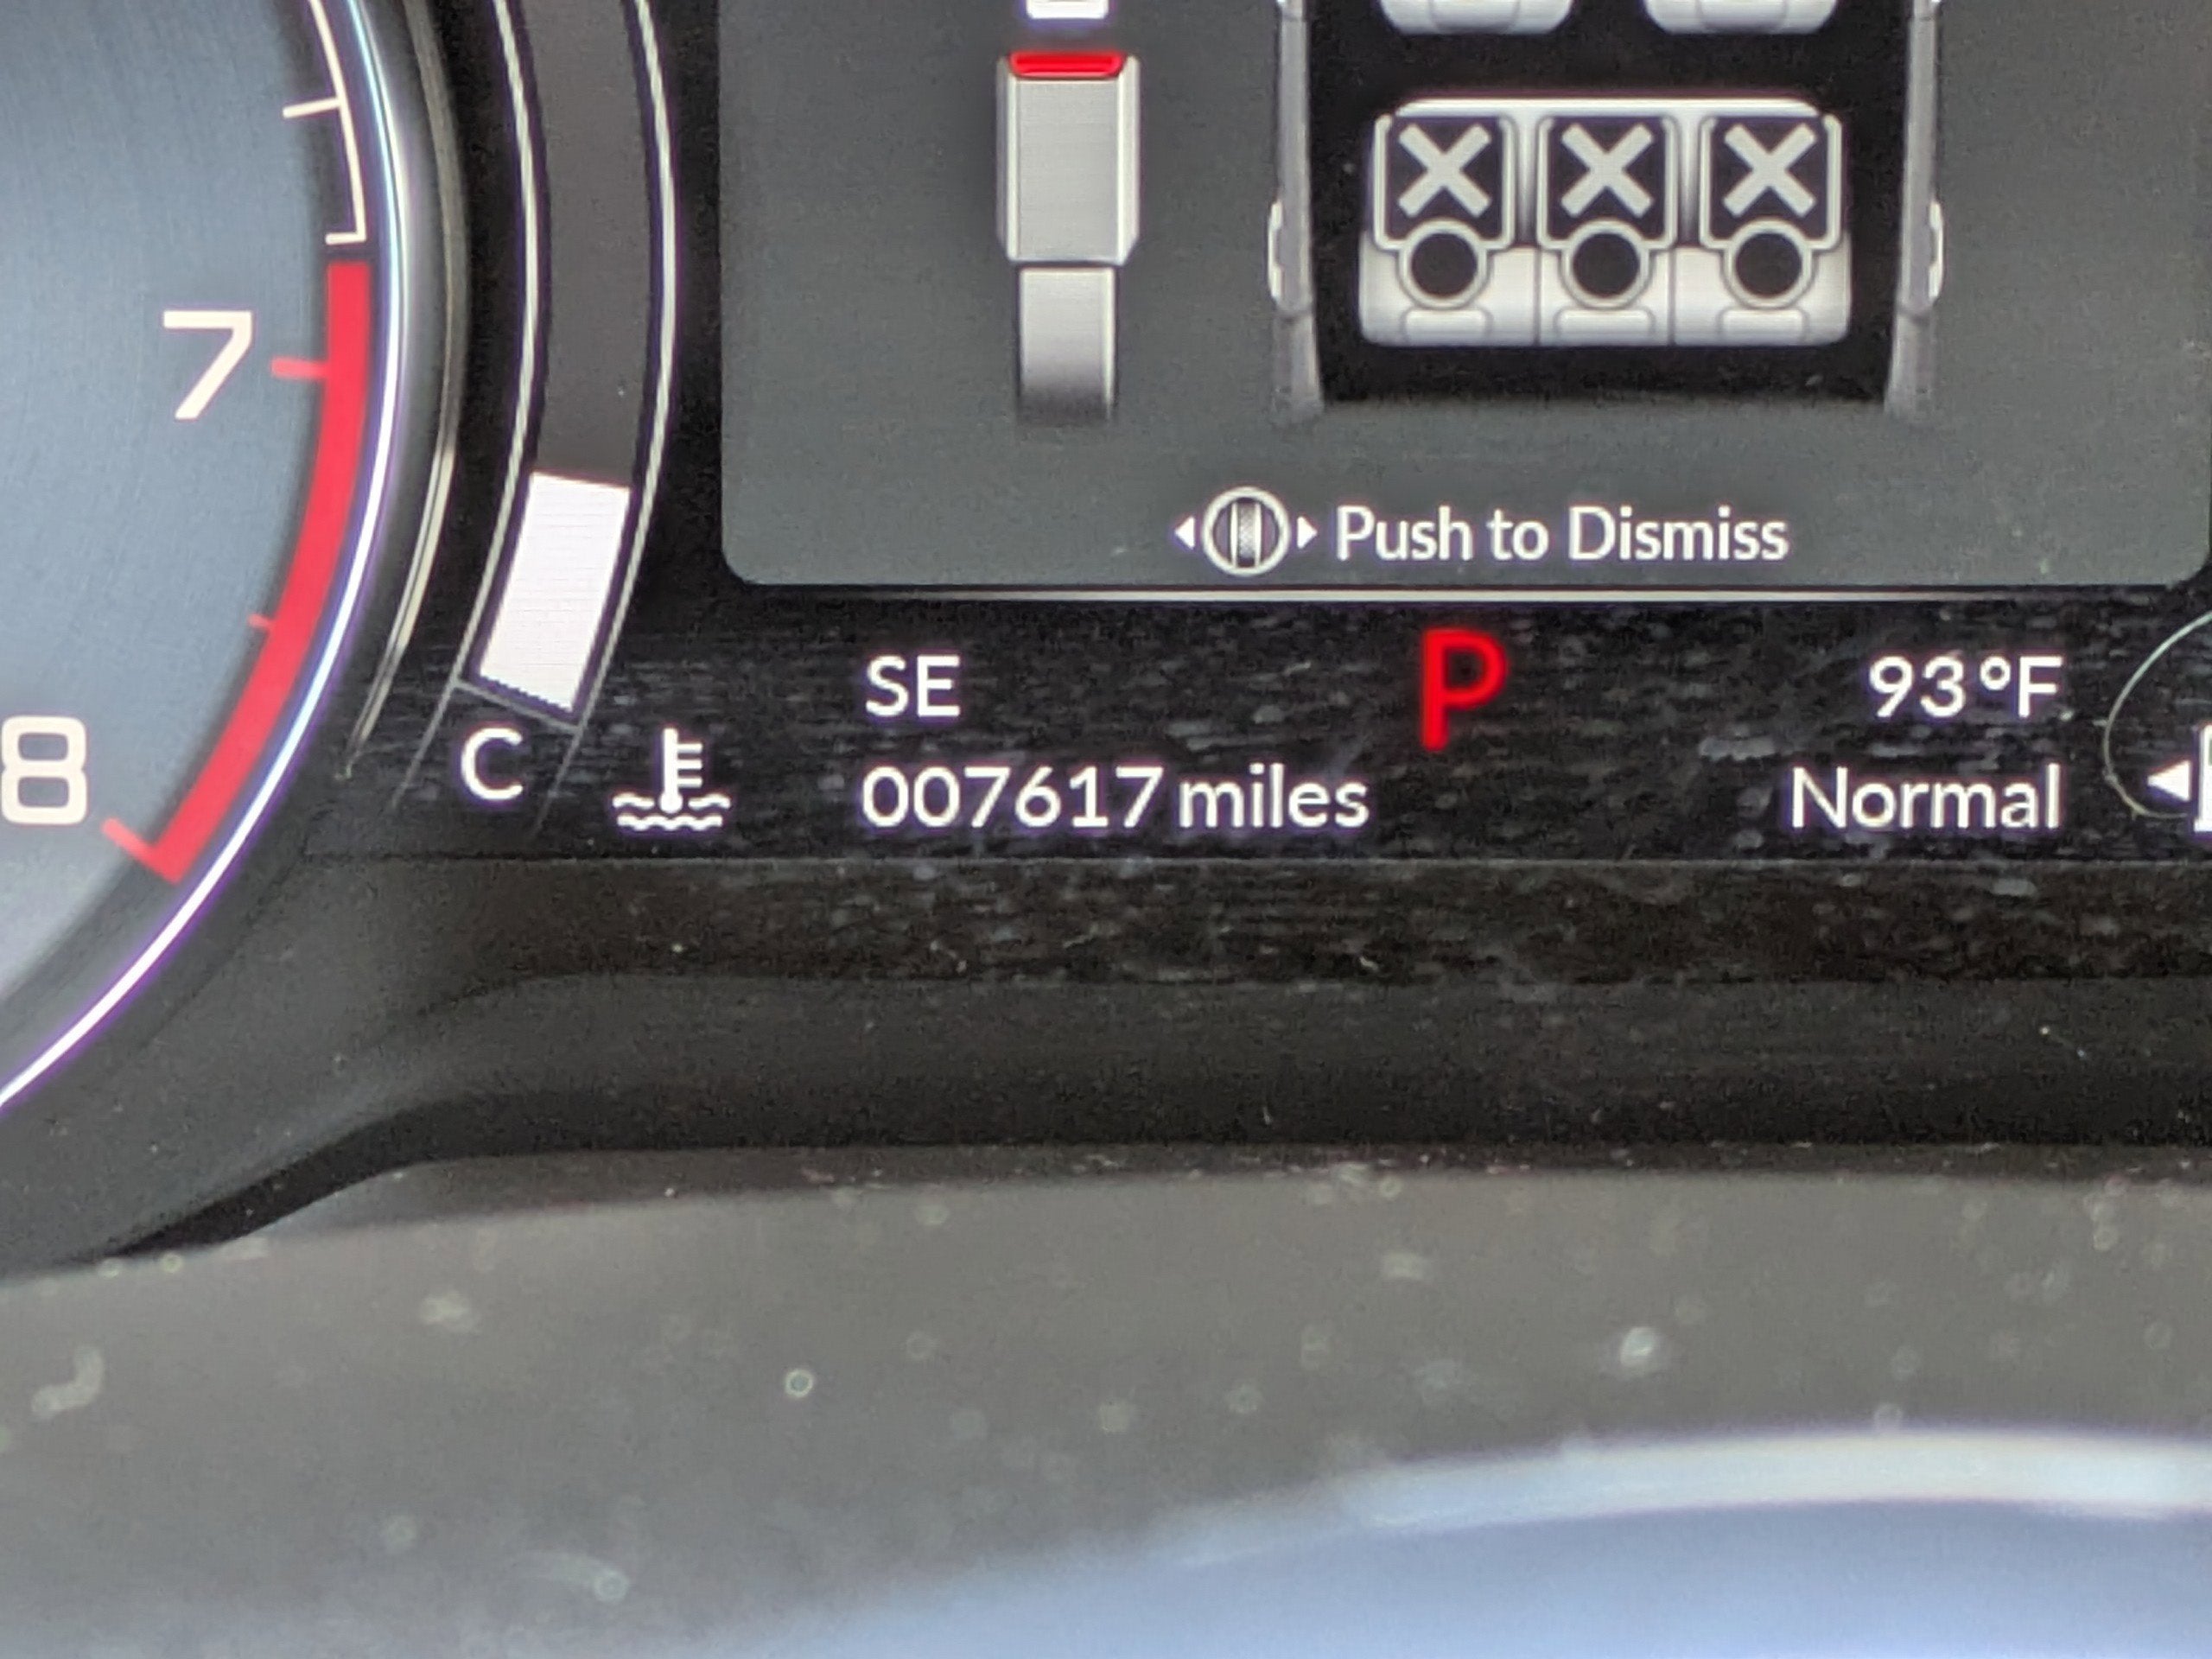 7
Push to Dismiss
SE
P
93°F
8
C
007617 miles
Normal